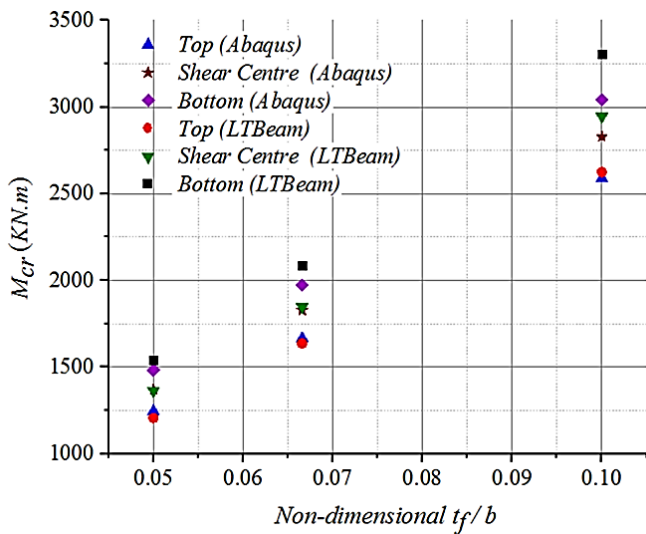 3500
3000
2500
2000
1500
1000
M_cr (KN.m)
Top (Abaqus)
Shear Centre (Abaqus)
Bottom (Abaqus)
Top (LTBeam)
Shear Centre (LTBeam)
Bottom (LTBeam)
0.05 0.06 0.07 0.08 0.09 0.10
Non-dimensional t_f / b